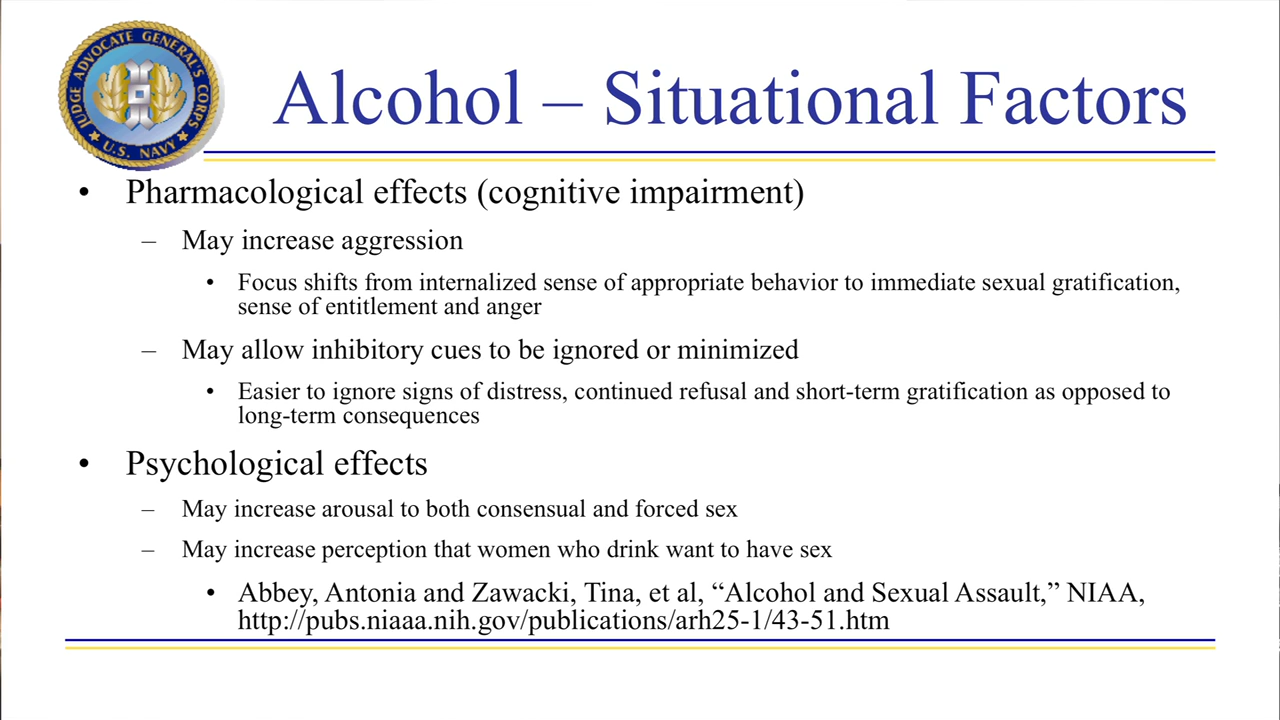 JUDGE ADVOCATE GENERAL'S CORPS
U.S. NAVY
Alcohol – Situational Factors
• Pharmacological effects (cognitive impairment)
– May increase aggression
• Focus shifts from internalized sense of appropriate behavior to immediate sexual gratification,
sense of entitlement and anger
– May allow inhibitory cues to be ignored or minimized
• Easier to ignore signs of distress, continued refusal and short-term gratification as opposed to
long-term consequences
• Psychological effects
– May increase arousal to both consensual and forced sex
– May increase perception that women who drink want to have sex
• Abbey, Antonia and Zawacki, Tina, et al, “Alcohol and Sexual Assault,” NIAA,
http://pubs.niaaa.nih.gov/publications/arh25-1/43-51.htm